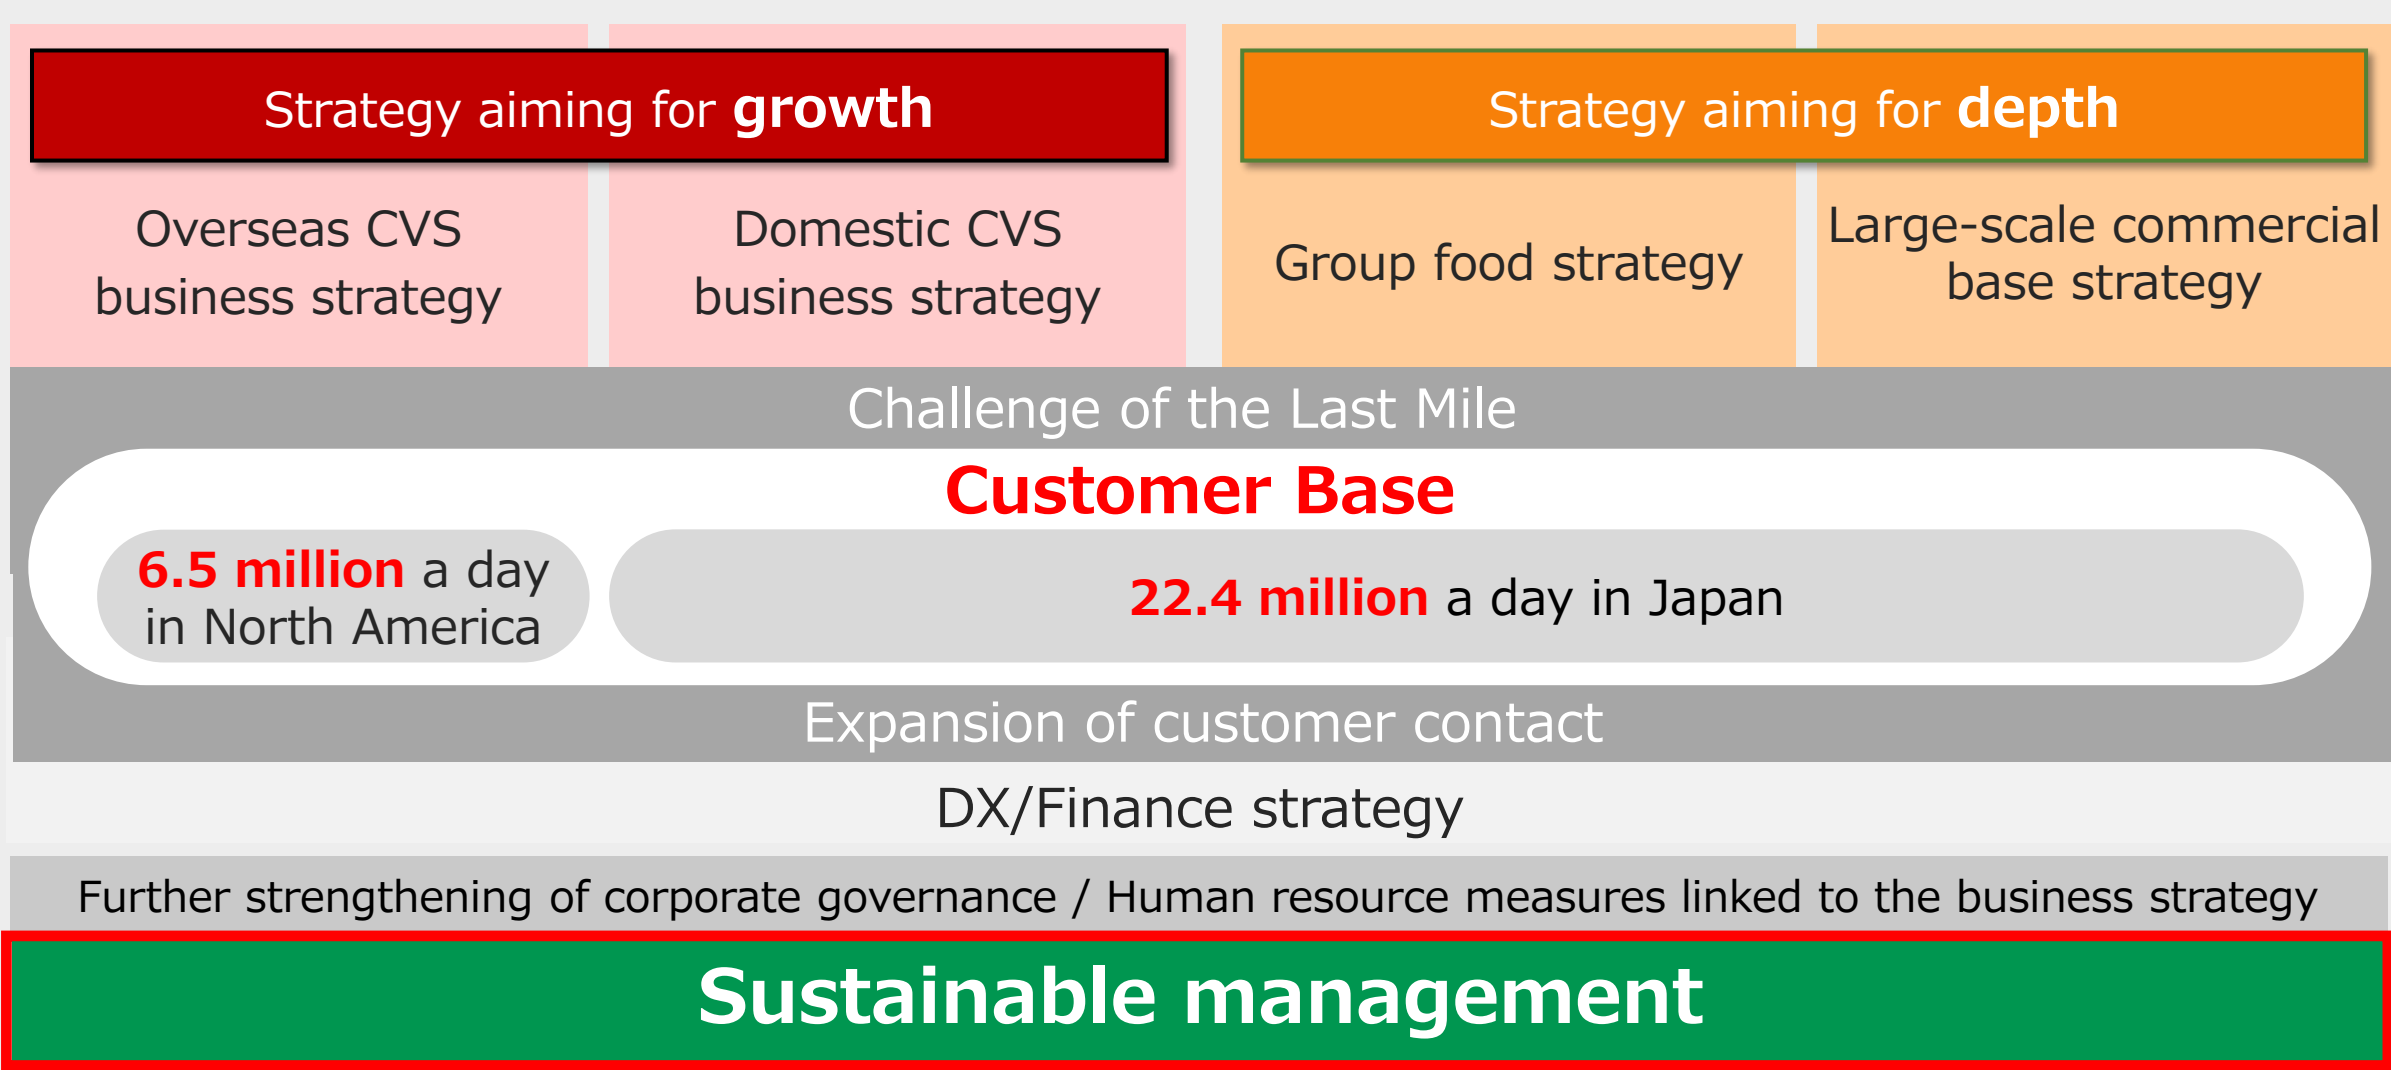 Strategy aiming for growth
Strategy aiming for depth
Overseas CVS
business strategy
Domestic CVS
business strategy
Group food strategy
Large-scale commercial
base strategy
Challenge of the Last Mile
Customer Base
6.5 million a day
in North America
22.4 million a day in Japan
Expansion of customer contact
DX/Finance strategy
Further strengthening of corporate governance / Human resource measures linked to the business strategy
Sustainable management